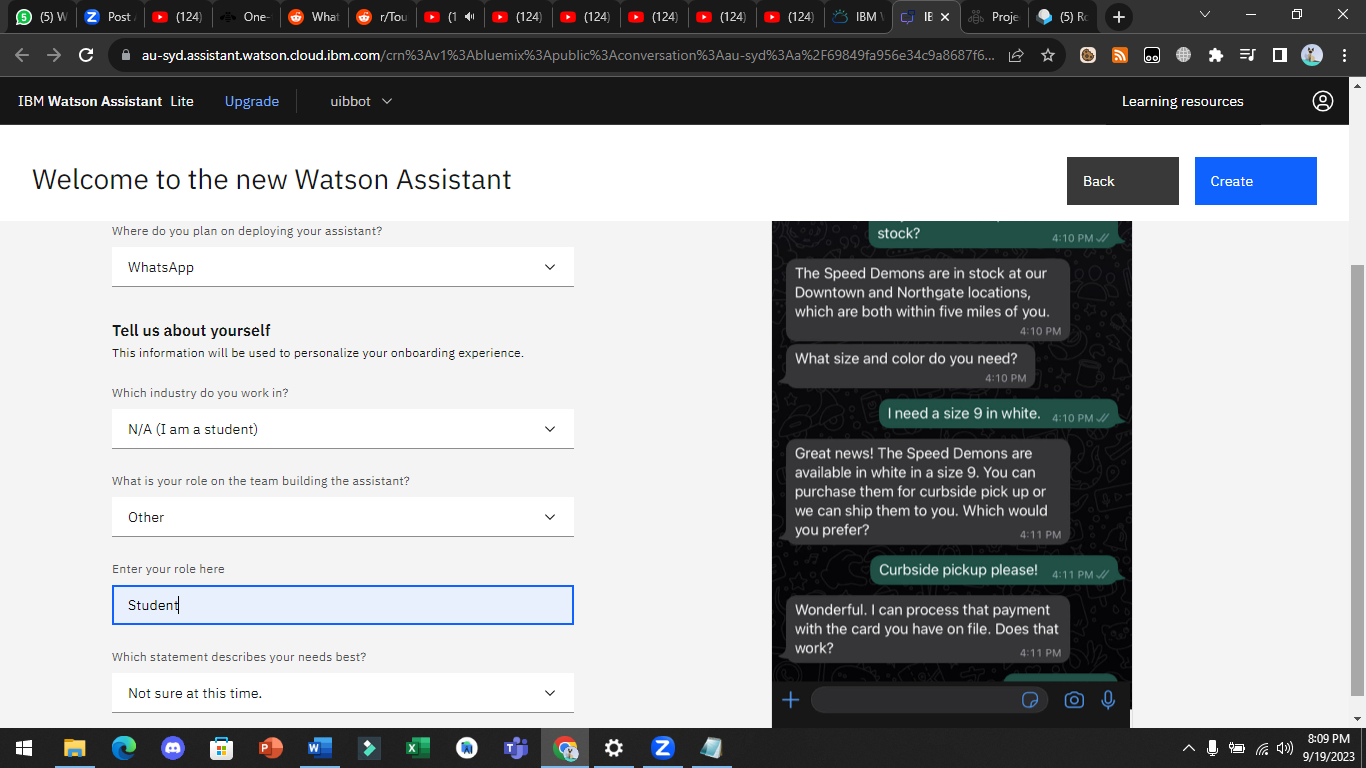 (5) W
Post
(124)
One-
What
r/Tou
(1
(124)
(124)
(124)
(124)
(124)
IBM
IE
Proje
(5) Ro
au-syd.assistant.watson.cloud.ibm.com/crn%3Av1%3Abluemix%3Apublic%3Aconversation%3Aau-syd%3Aa%2F69849fa956e34c9a8687f6...
IBM Watson Assistant Lite
Upgrade
uibbot
Learning resources
Welcome to the new Watson Assistant
Back
Create
Where do you plan on deploying your assistant?
WhatsApp
Tell us about yourself
This information will be used to personalize your onboarding experience.
Which industry do you work in?
N/A (I am a student)
What is your role on the team building the assistant?
Other
Enter your role here
Student
Which statement describes your needs best?
Not sure at this time.
stock?
4:10 PM
The Speed Demons are in stock at our
Downtown and Northgate locations,
which are both within five miles of you.
4:10 PM
What size and color do you need?
4:10 PM
I need a size 9 in white.
4:10 PM
Great news! The Speed Demons are
available in white in a size 9. You can
purchase them for curbside pick up or
we can ship them to you. Which would
you prefer?
4:11 PM
Curbside pickup please!
4:11 PM
Wonderful. I can process that payment
with the card you have on file. Does that
work?
4:11 PM
8:09 PM
9/19/2023